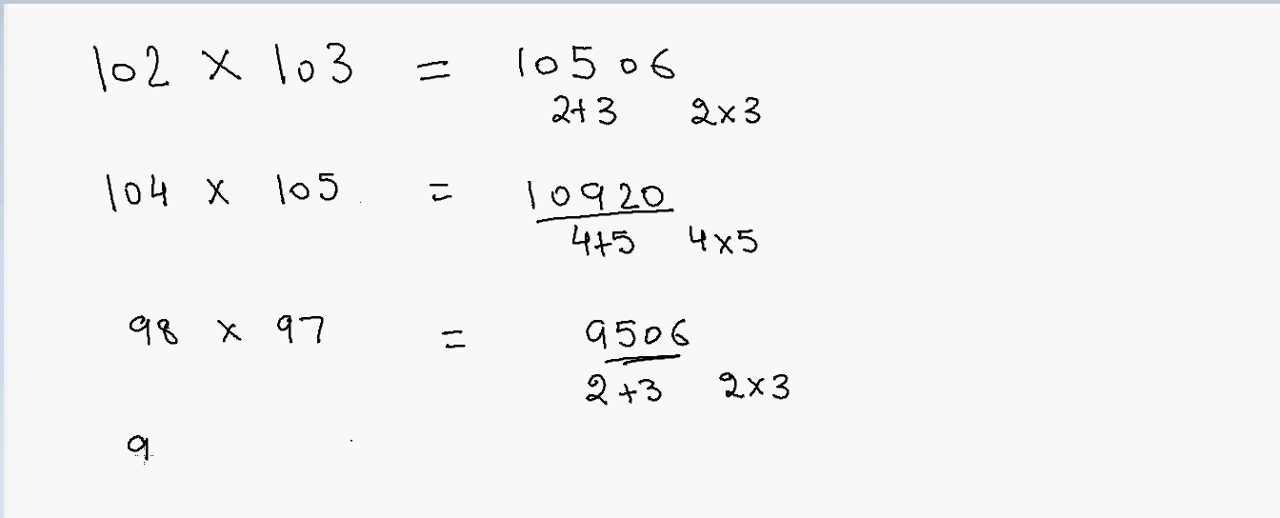 102 × 103 = 10506
2+3 2×3
104 × 105 = 10920
4+5 4×5
98 × 97 = 9506
2+3 2×3
9